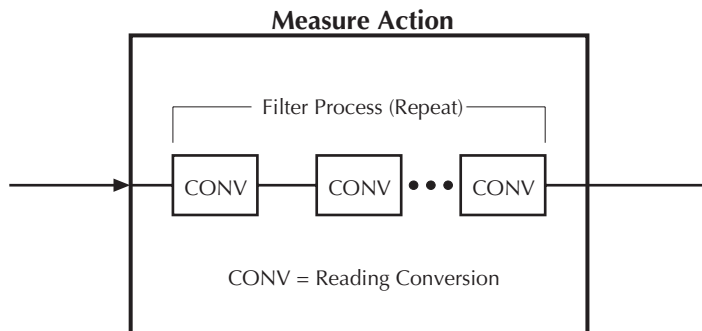 Measure Action
Filter Process (Repeat)
CONV CONV CONV
CONV = Reading Conversion